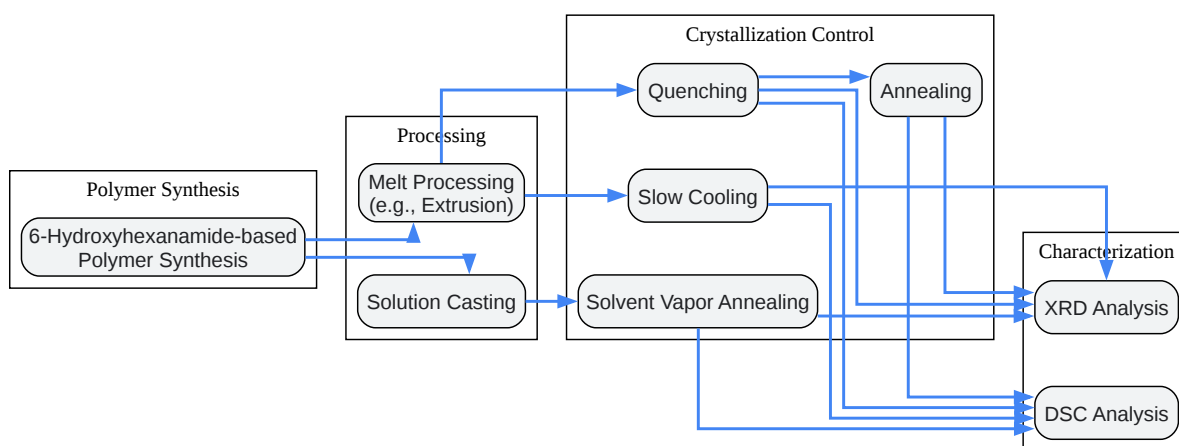 Polymer Synthesis
6-Hydroxyhexanamide-based
Polymer Synthesis
Processing
Melt Processing
(e.g., Extrusion)
Solution Casting
Crystallization Control
Quenching
Annealing
Slow Cooling
Solvent Vapor Annealing
Characterization
XRD Analysis
DSC Analysis